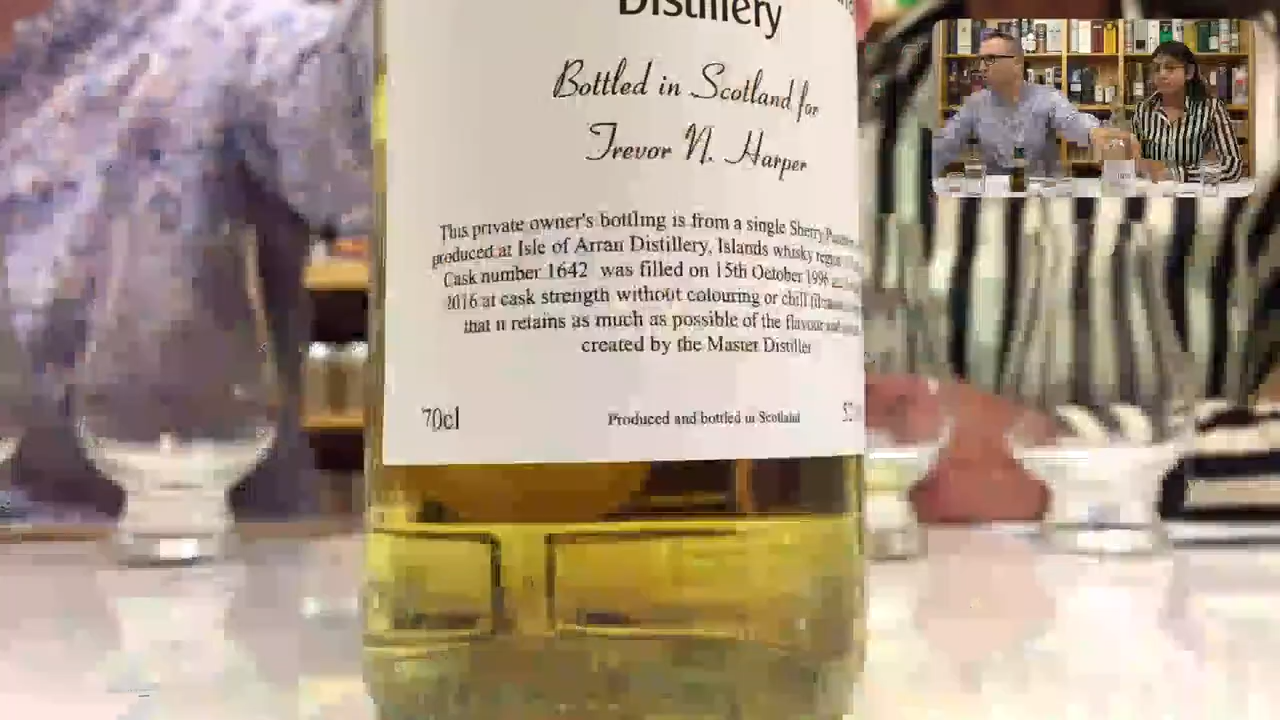 Distillery
Bottled in Scotland for
Trevor N. Harper
This private owner's bottling is from a single Sherry
produced at Isle of Arran Distillery, Islands whisky region
Cask number 1642 was filled on 15th October 1996
2016 at cask strength without colouring or chill
that it retains as much as possible of the flavour
created by the Master Distiller
70cl
Produced and bottled in Scotland